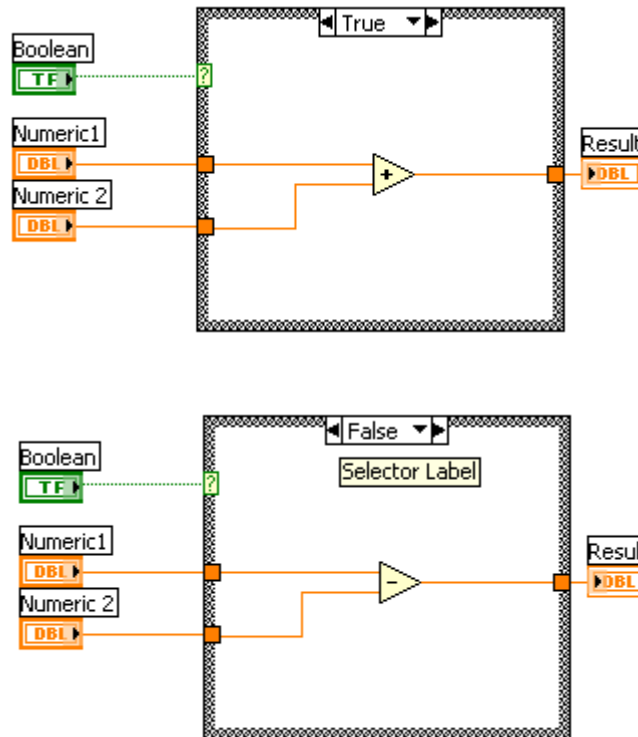 True
Boolean
TF
?
Numeric1
DBL
Numeric 2
DBL
+
Result
DBL
False
Boolean
TF
?
Selector Label
Numeric1
DBL
Numeric 2
DBL
-
Resul
DBL